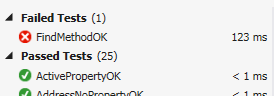 Failed Tests (1)
FindMethodOK 123 ms
Passed Tests (25)
ActivePropertyOK < 1 ms
AddressNoPropertyOK < 1 ms